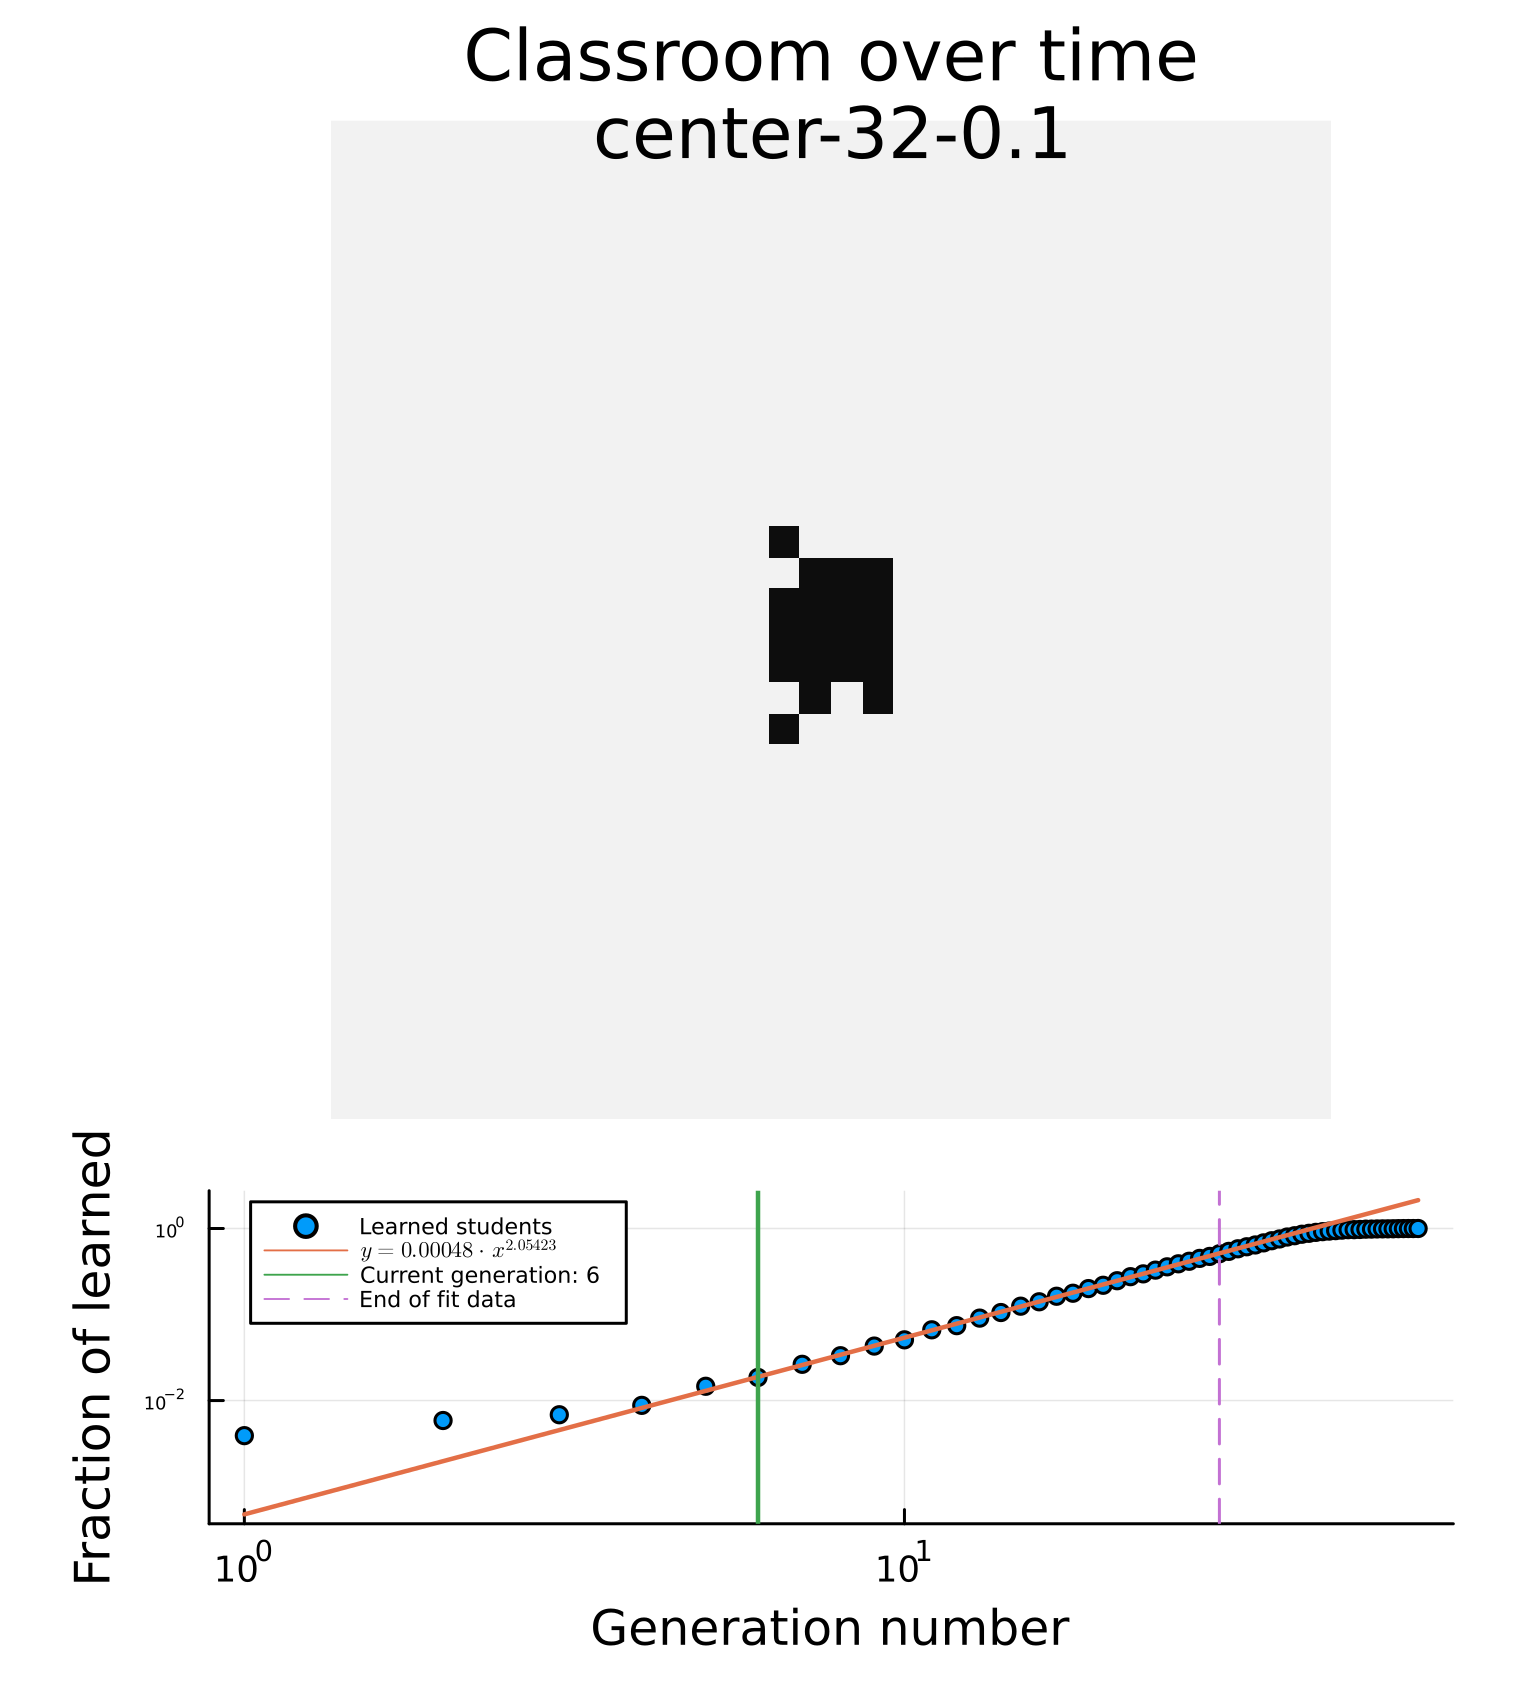 Classroom over time
center-32-0.1
Fraction of learned
10⁰
10⁻²
Learned students
y = 0.00048 · x^2.05423
Current generation: 6
End of fit data
10⁰
10¹
Generation number